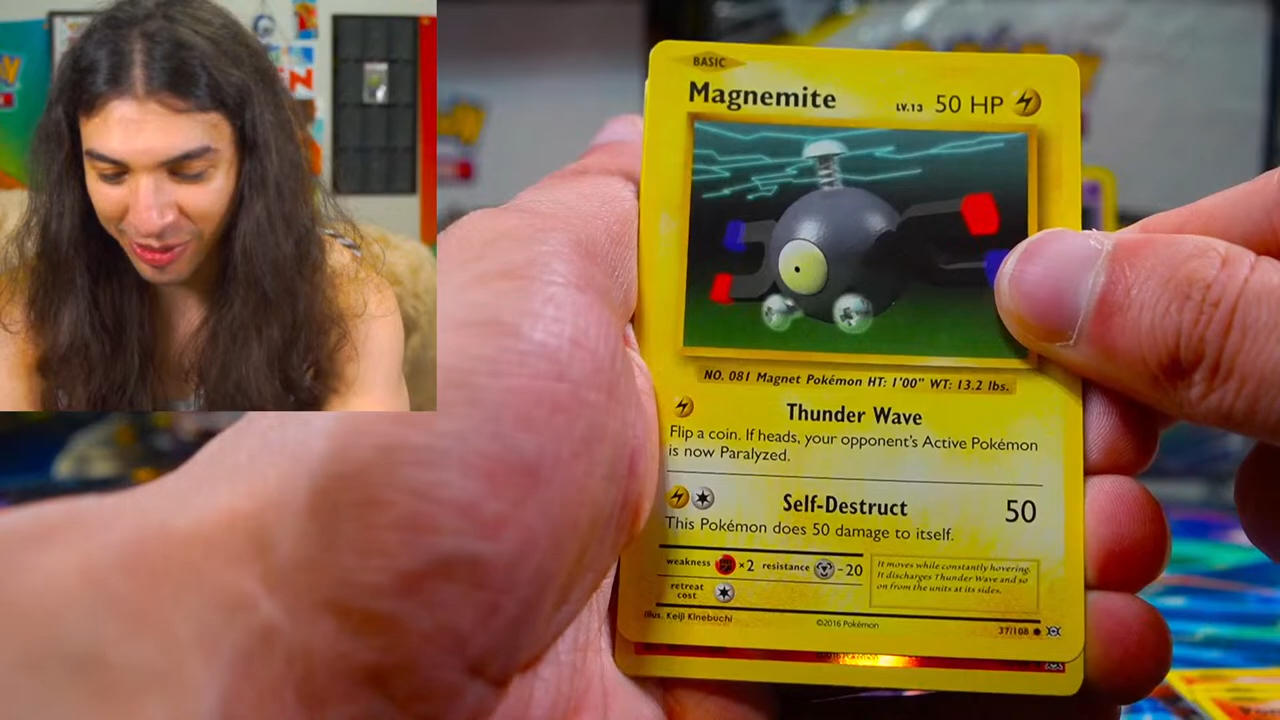 BASIC
Magnemite LV.13 50 HP
NO. 081 Magnet Pokémon HT: 1'00" WT: 13.2 lbs.
Thunder Wave
Flip a coin. If heads, your opponent's Active Pokémon
is now Paralyzed.
Self-Destruct 50
This Pokémon does 50 damage to itself.
weakness ×2 resistance -20
retreat
cost
It moves while constantly hovering.
It discharges Thunder Wave and so
on from the units at its sides.
Illus. Keiji Kinebuchi
©2016 Pokémon
37/108